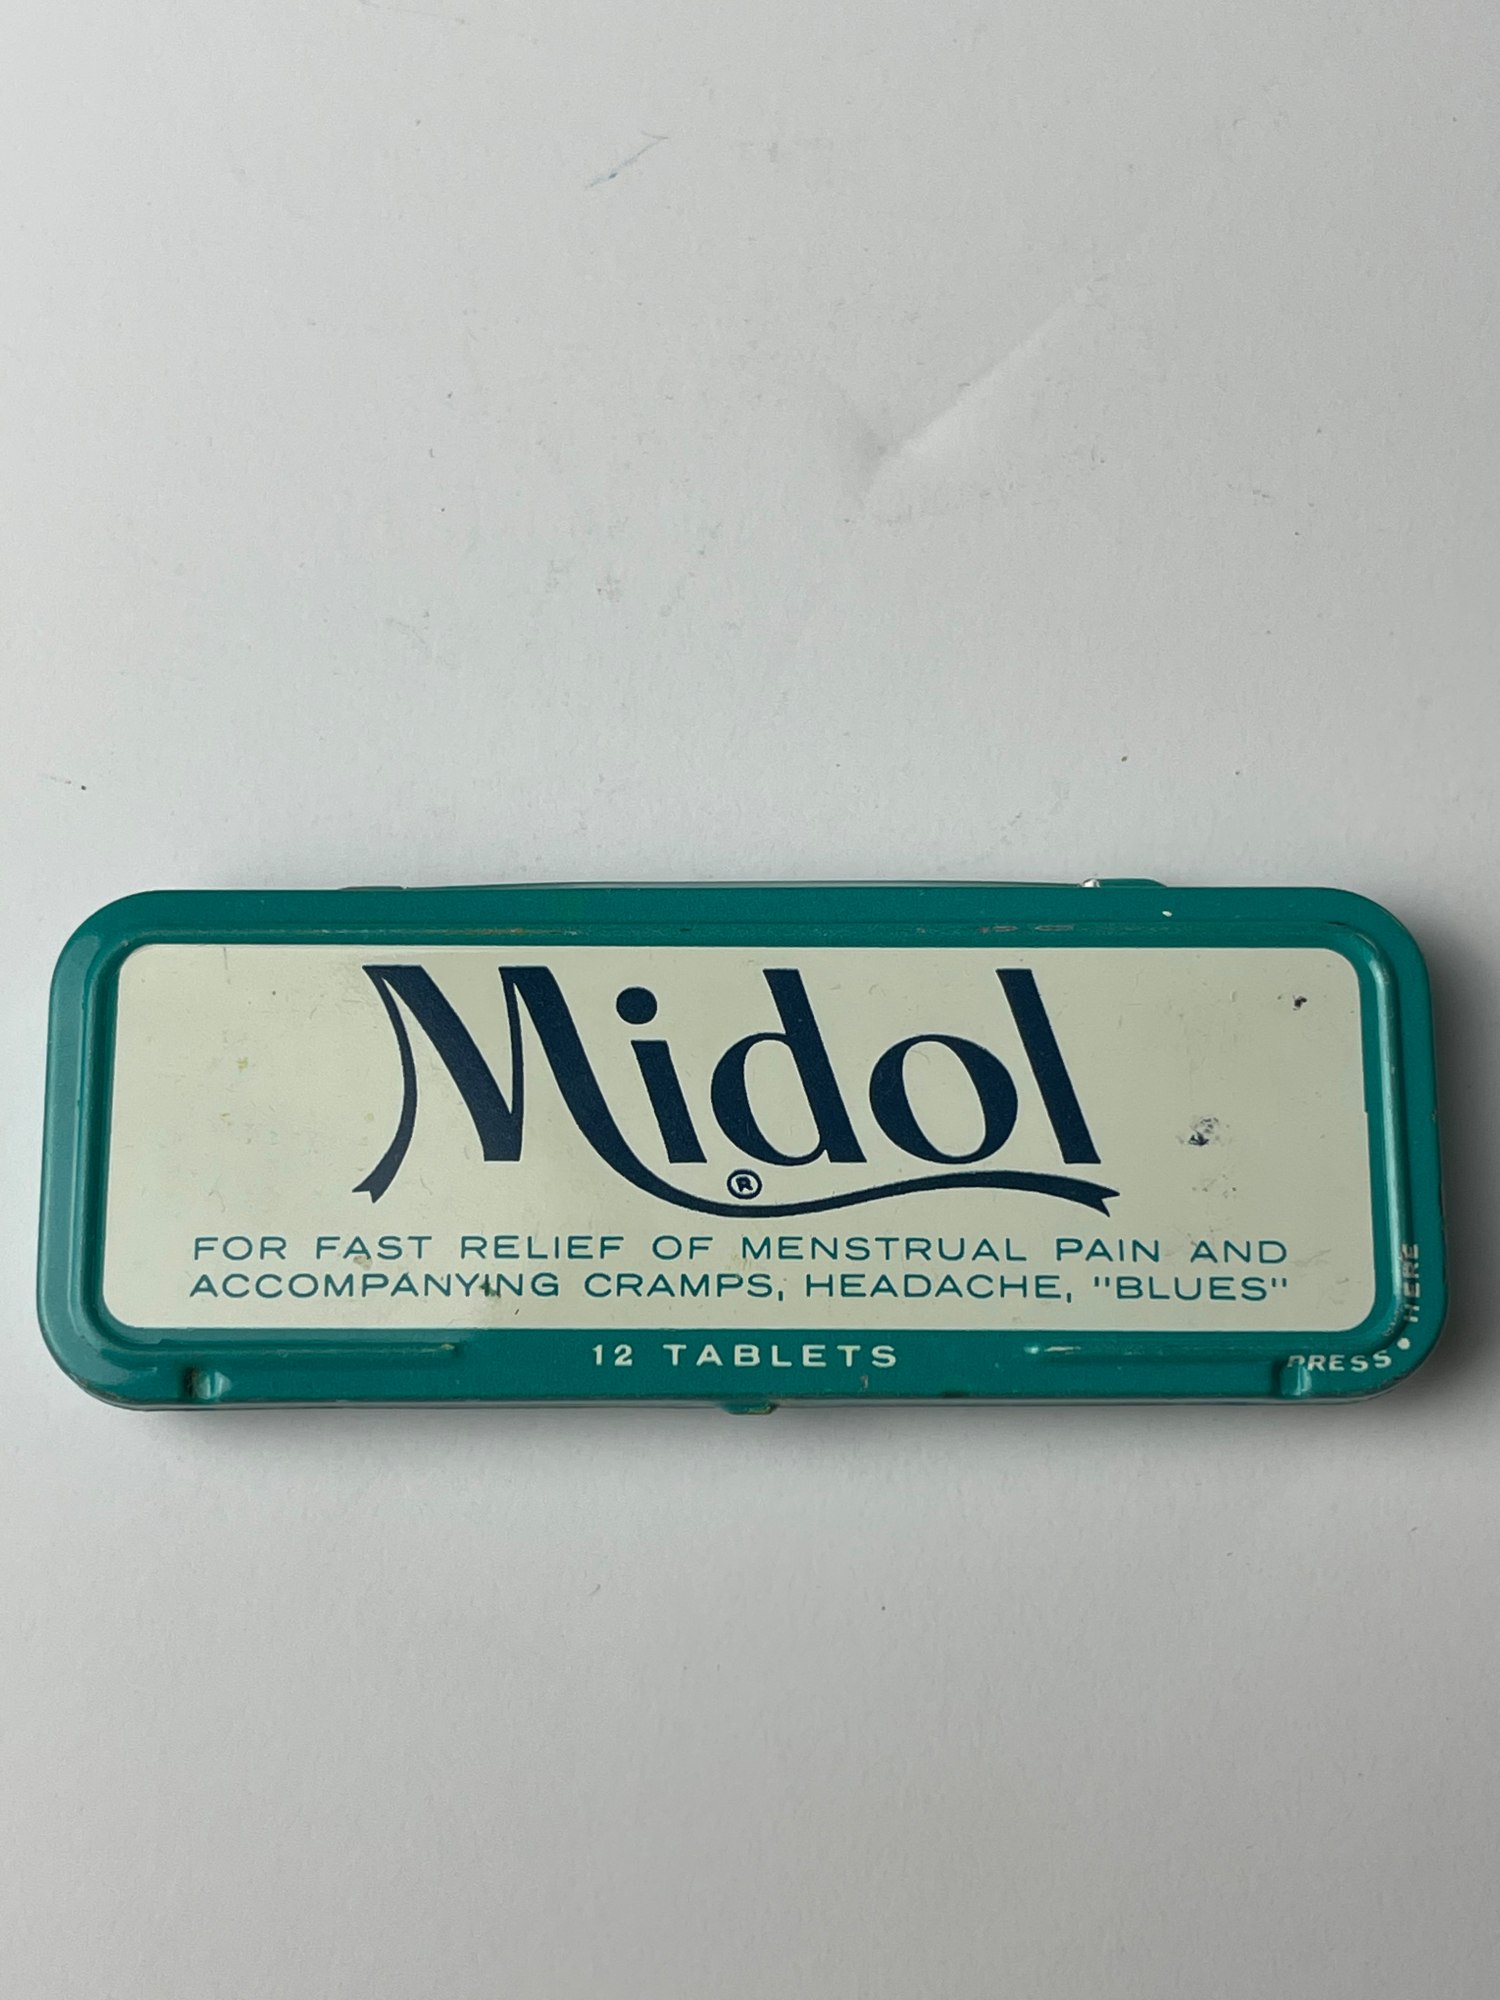 Midol
®
FOR FAST RELIEF OF MENSTRUAL PAIN AND
ACCOMPANYING CRAMPS, HEADACHE, "BLUES"
12 TABLETS
PRESS • HERE